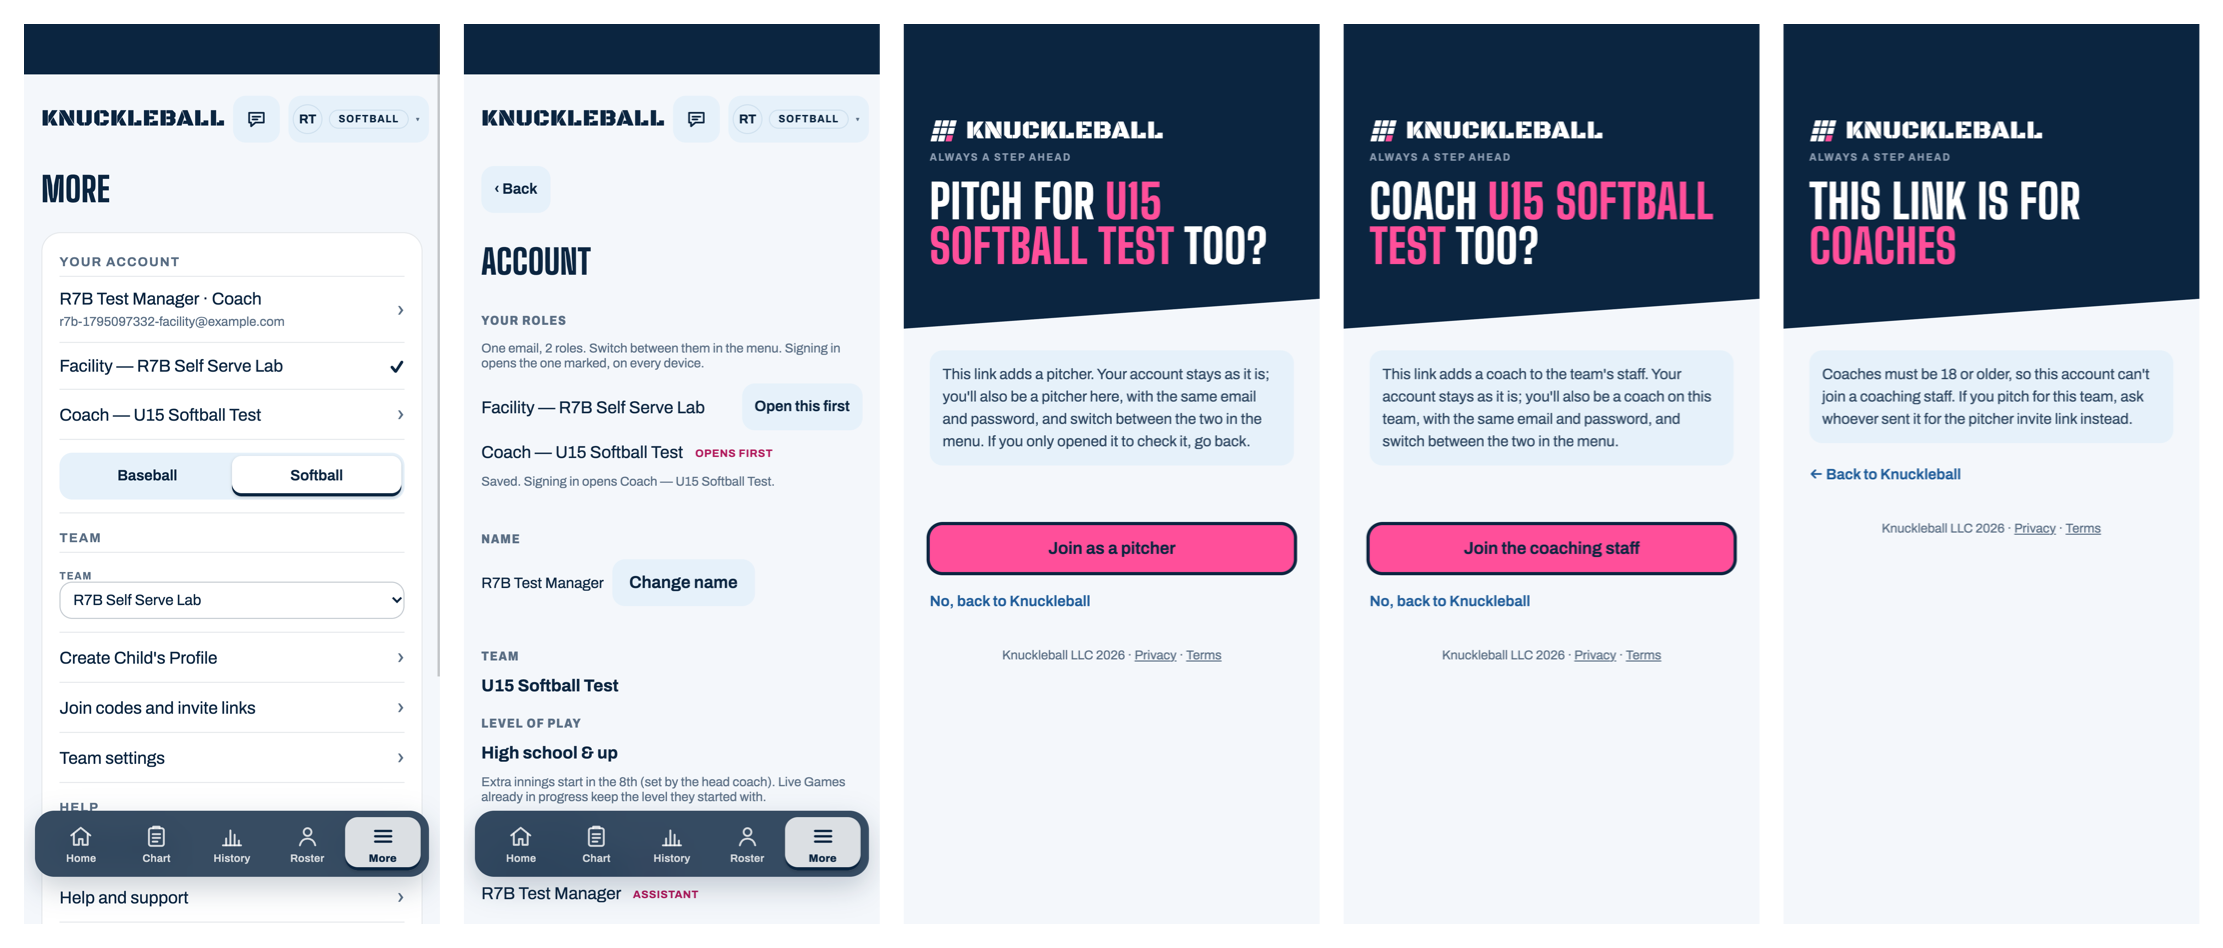 KNUCKLEBALL
RT SOFTBALL
MORE
YOUR ACCOUNT
R7B Test Manager · Coach
r7b-1795097332-facility@example.com
Facility — R7B Self Serve Lab
Coach — U15 Softball Test
Baseball Softball
TEAM
TEAM
R7B Self Serve Lab
Create Child's Profile
Join codes and invite links
Team settings
HELP
Home Chart History Roster More
Help and support
KNUCKLEBALL
RT SOFTBALL
‹ Back
ACCOUNT
YOUR ROLES
One email, 2 roles. Switch between them in the menu. Signing in
opens the one marked, on every device.
Facility — R7B Self Serve Lab Open this first
Coach — U15 Softball Test OPENS FIRST
Saved. Signing in opens Coach — U15 Softball Test.
NAME
R7B Test Manager Change name
TEAM
U15 Softball Test
LEVEL OF PLAY
High school & up
Extra innings start in the 8th (set by the head coach). Live Games
already in progress keep the level they started with.
Home Chart History Roster More
R7B Test Manager ASSISTANT
KNUCKLEBALL
ALWAYS A STEP AHEAD
PITCH FOR U15
SOFTBALL TEST TOO?
This link adds a pitcher. Your account stays as it is;
you'll also be a pitcher here, with the same email
and password, and switch between the two in the
menu. If you only opened it to check it, go back.
Join as a pitcher
No, back to Knuckleball
Knuckleball LLC 2026 · Privacy · Terms
KNUCKLEBALL
ALWAYS A STEP AHEAD
COACH U15 SOFTBALL
TEST TOO?
This link adds a coach to the team's staff. Your
account stays as it is; you'll also be a coach on this
team, with the same email and password, and
switch between the two in the menu.
Join the coaching staff
No, back to Knuckleball
Knuckleball LLC 2026 · Privacy · Terms
KNUCKLEBALL
ALWAYS A STEP AHEAD
THIS LINK IS FOR
COACHES
Coaches must be 18 or older, so this account can't
join a coaching staff. If you pitch for this team, ask
whoever sent it for the pitcher invite link instead.
← Back to Knuckleball
Knuckleball LLC 2026 · Privacy · Terms